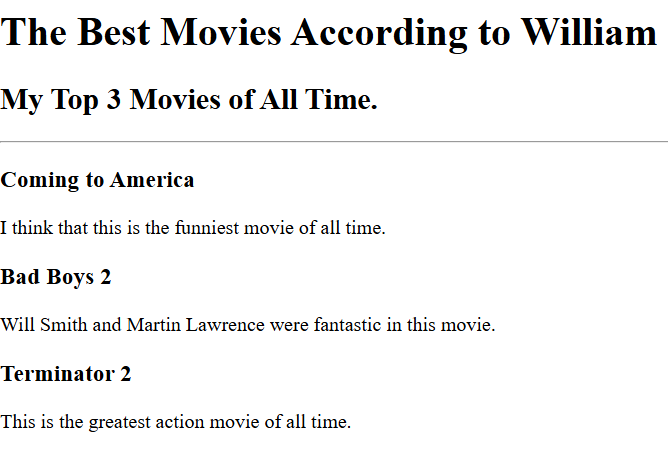 The Best Movies According to William
My Top 3 Movies of All Time.
Coming to America
I think that this is the funniest movie of all time.
Bad Boys 2
Will Smith and Martin Lawrence were fantastic in this movie.
Terminator 2
This is the greatest action movie of all time.